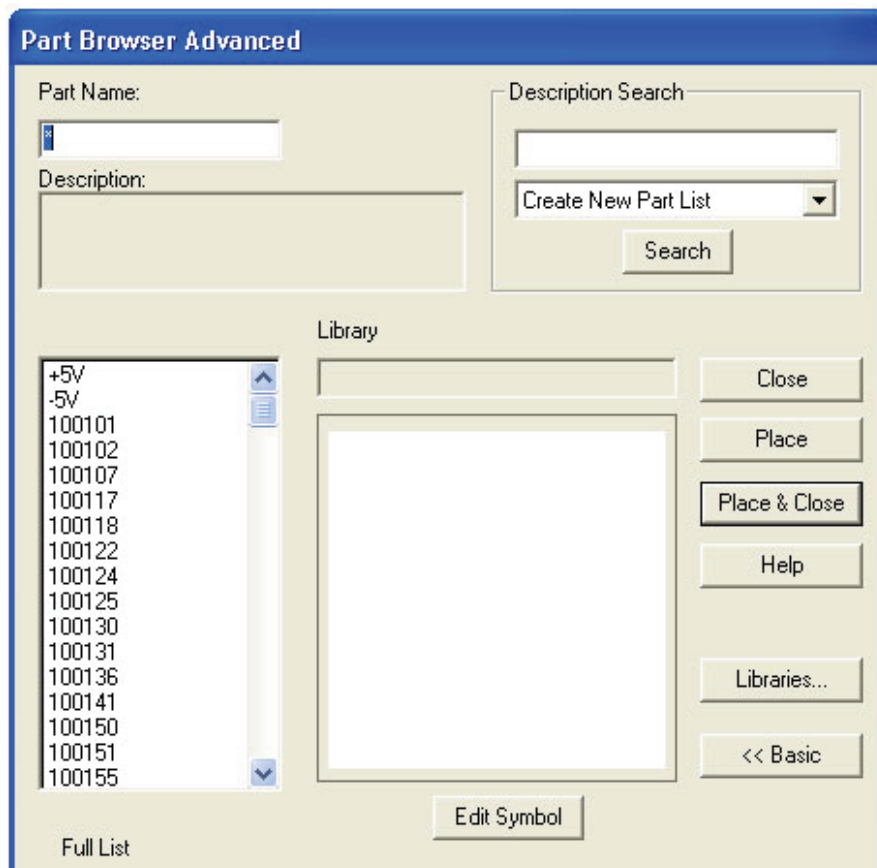 Part Browser Advanced
Part Name:
*
Description:
Description Search
Create New Part List
Search
Library
+5V
-5V
100101
100102
100107
100117
100118
100122
100124
100125
100130
100131
100136
100141
100150
100151
100155
Close
Place
Place & Close
Help
Libraries...
<< Basic
Edit Symbol
Full List